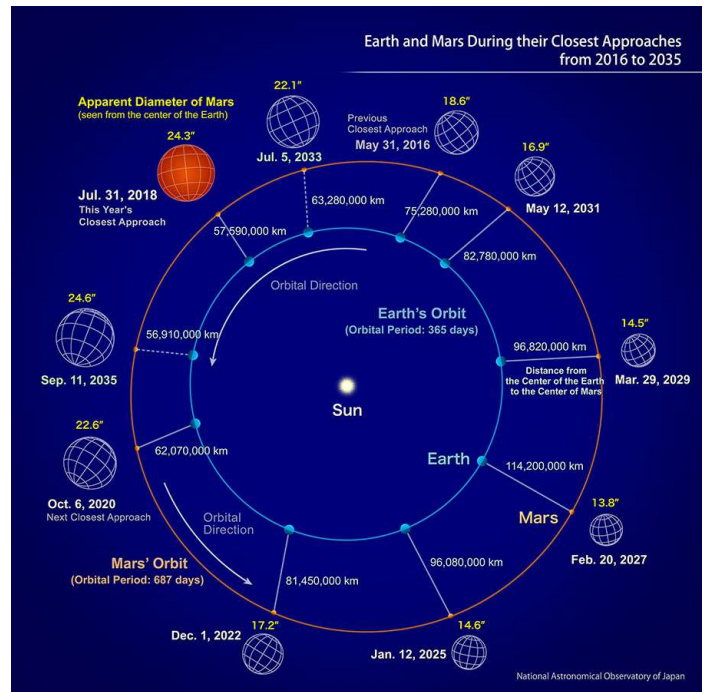 Earth and Mars During their Closest Approaches
from 2016 to 2035
Apparent Diameter of Mars
(seen from the center of the Earth)
24.3"
Jul. 31, 2018
This Year's
Closest Approach
57,590,000 km
22.1"
Jul. 5, 2033
63,280,000 km
18.6"
Previous
Closest Approach
May 31, 2016
75,280,000 km
16.9"
May 12, 2031
82,780,000 km
Orbital Direction
Earth's Orbit
(Orbital Period: 365 days)
24.6"
Sep. 11, 2035
56,910,000 km
14.5"
Mar. 29, 2029
96,820,000 km
Distance from
the Center of the Earth
to the Center of Mars
Sun
22.6"
Oct. 6, 2020
Next Closest Approach
62,070,000 km
Earth
114,200,000 km
Mars
13.8"
Feb. 20, 2027
Orbital
Direction
Mars' Orbit
(Orbital Period: 687 days)
81,450,000 km
96,080,000 km
Dec. 1, 2022
17.2"
Jan. 12, 2025
14.6"
National Astronomical Observatory of Japan